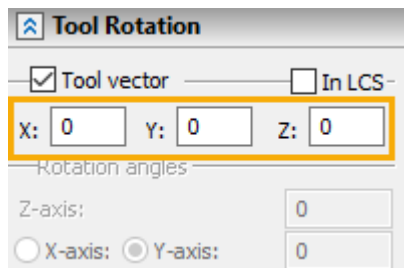 Tool Rotation
Tool vector In LCS
X: 0 Y: 0 Z: 0
Rotation angles
Z-axis: 0
X-axis: Y-axis: 0